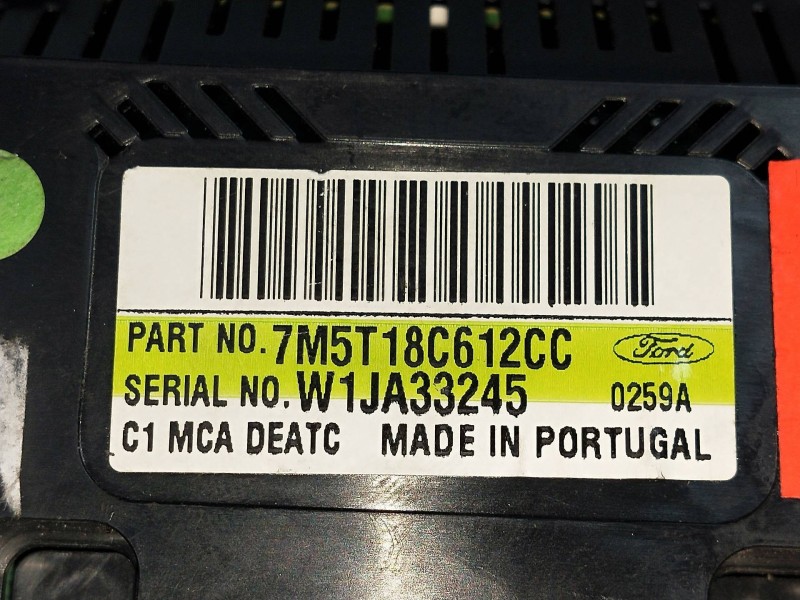 PART NO. 7M5T18C612CC Ford
SERIAL NO. W1JA33245 0259A
C1 MCA DEATC MADE IN PORTUGAL